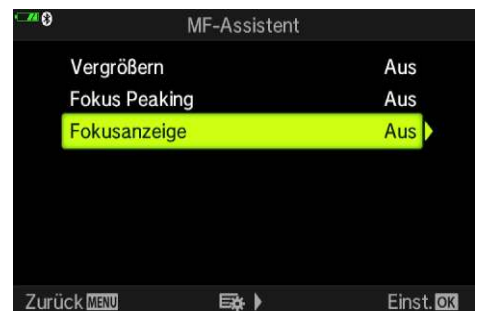 MF-Assistent
Vergrößern Aus
Fokus Peaking Aus
Fokusanzeige Aus
Zurück MENU Einst. OK